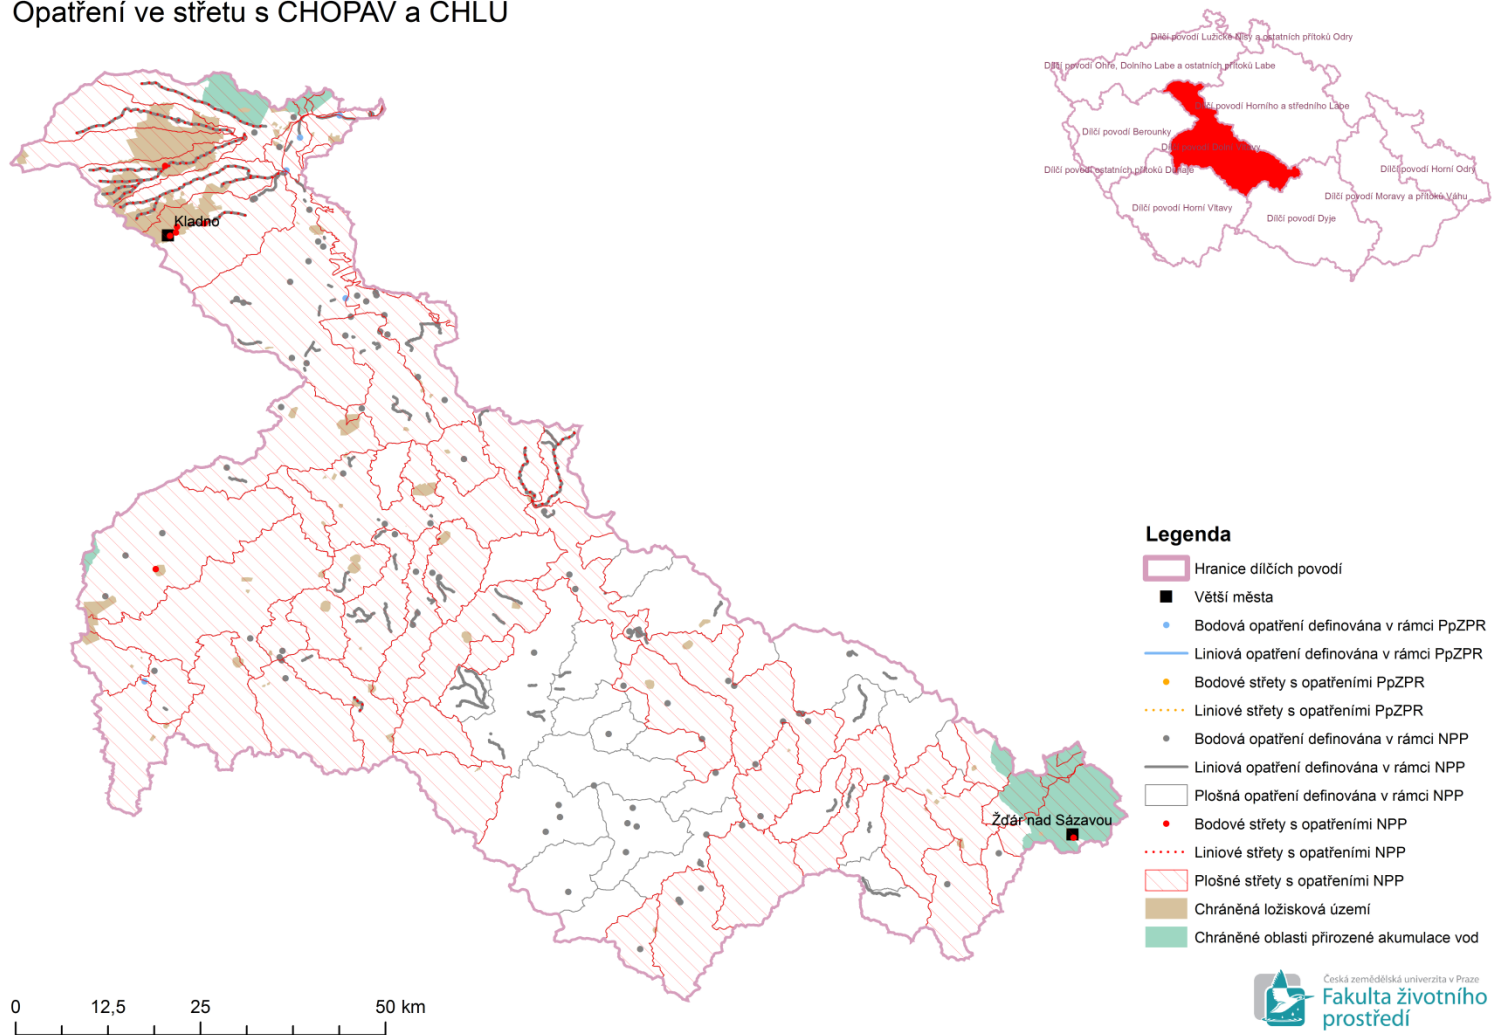 Opatření ve střetu s CHOPAV a CHLÚ
Dílčí povodí Lužické Nisy a ostatních přítoků Odry
Dílčí povodí Ohře, Dolního Labe a ostatních přítoků Labe
Dílčí povodí Horního a středního Labe
Dílčí povodí Berounky
Dílčí povodí Dolní Vltavy
Dílčí povodí ostatních přítoků Dunaje
Dílčí povodí Horní Odry
Dílčí povodí Moravy a přítoků Váhu
Dílčí povodí Horní Vltavy
Dílčí povodí Dyje
Kladno
Žďár nad Sázavou
Legenda
Hranice dílčích povodí
Větší města
Bodová opatření definována v rámci PpZPR
Liniová opatření definována v rámci PpZPR
Bodové střety s opatřeními PpZPR
Liniové střety s opatřeními PpZPR
Bodová opatření definována v rámci NPP
Liniová opatření definována v rámci NPP
Plošná opatření definována v rámci NPP
Bodové střety s opatřeními NPP
Liniové střety s opatřeními NPP
Plošné střety s opatřeními NPP
Chráněná ložisková území
Chráněné oblasti přirozené akumulace vod
0 12,5 25 50 km
Česká zemědělská univerzita v Praze
Fakulta životního
prostředí